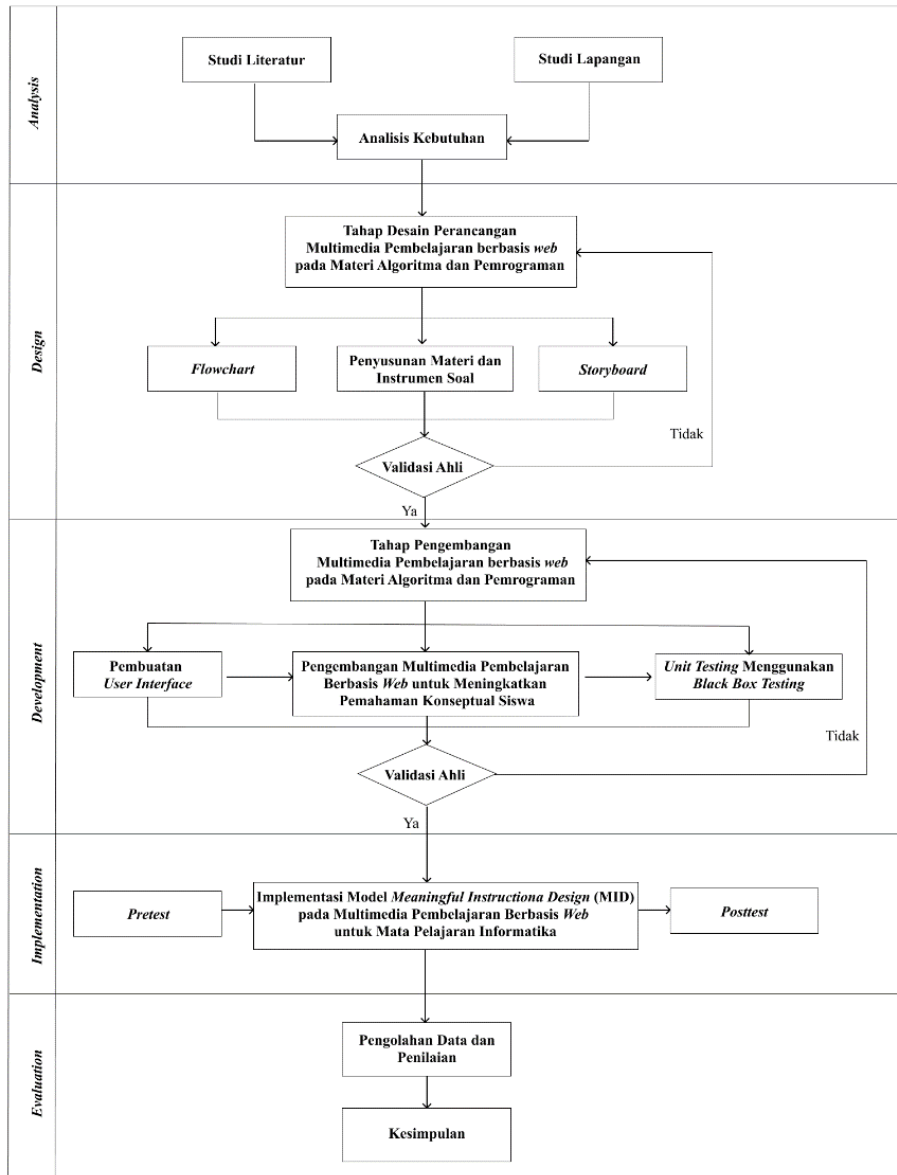 Analysis
Studi Literatur
Studi Lapangan
Analisis Kebutuhan
Design
Tahap Desain Perancangan
Multimedia Pembelajaran berbasis web
pada Materi Algoritma dan Pemrograman
Flowchart
Penyusunan Materi dan
Instrumen Soal
Storyboard
Tidak
Validasi Ahli
Ya
Development
Tahap Pengembangan
Multimedia Pembelajaran berbasis web
pada Materi Algoritma dan Pemrograman
Pembuatan
User Interface
Pengembangan Multimedia Pembelajaran
Berbasis Web untuk Meningkatkan
Pemahaman Konseptual Siswa
Unit Testing Menggunakan
Black Box Testing
Tidak
Validasi Ahli
Ya
Implementation
Pretest
Implementasi Model Meaningful Instructiona Design (MID)
pada Multimedia Pembelajaran Berbasis Web
untuk Mata Pelajaran Informatika
Posttest
Evaluation
Pengolahan Data dan
Penilaian
Kesimpulan